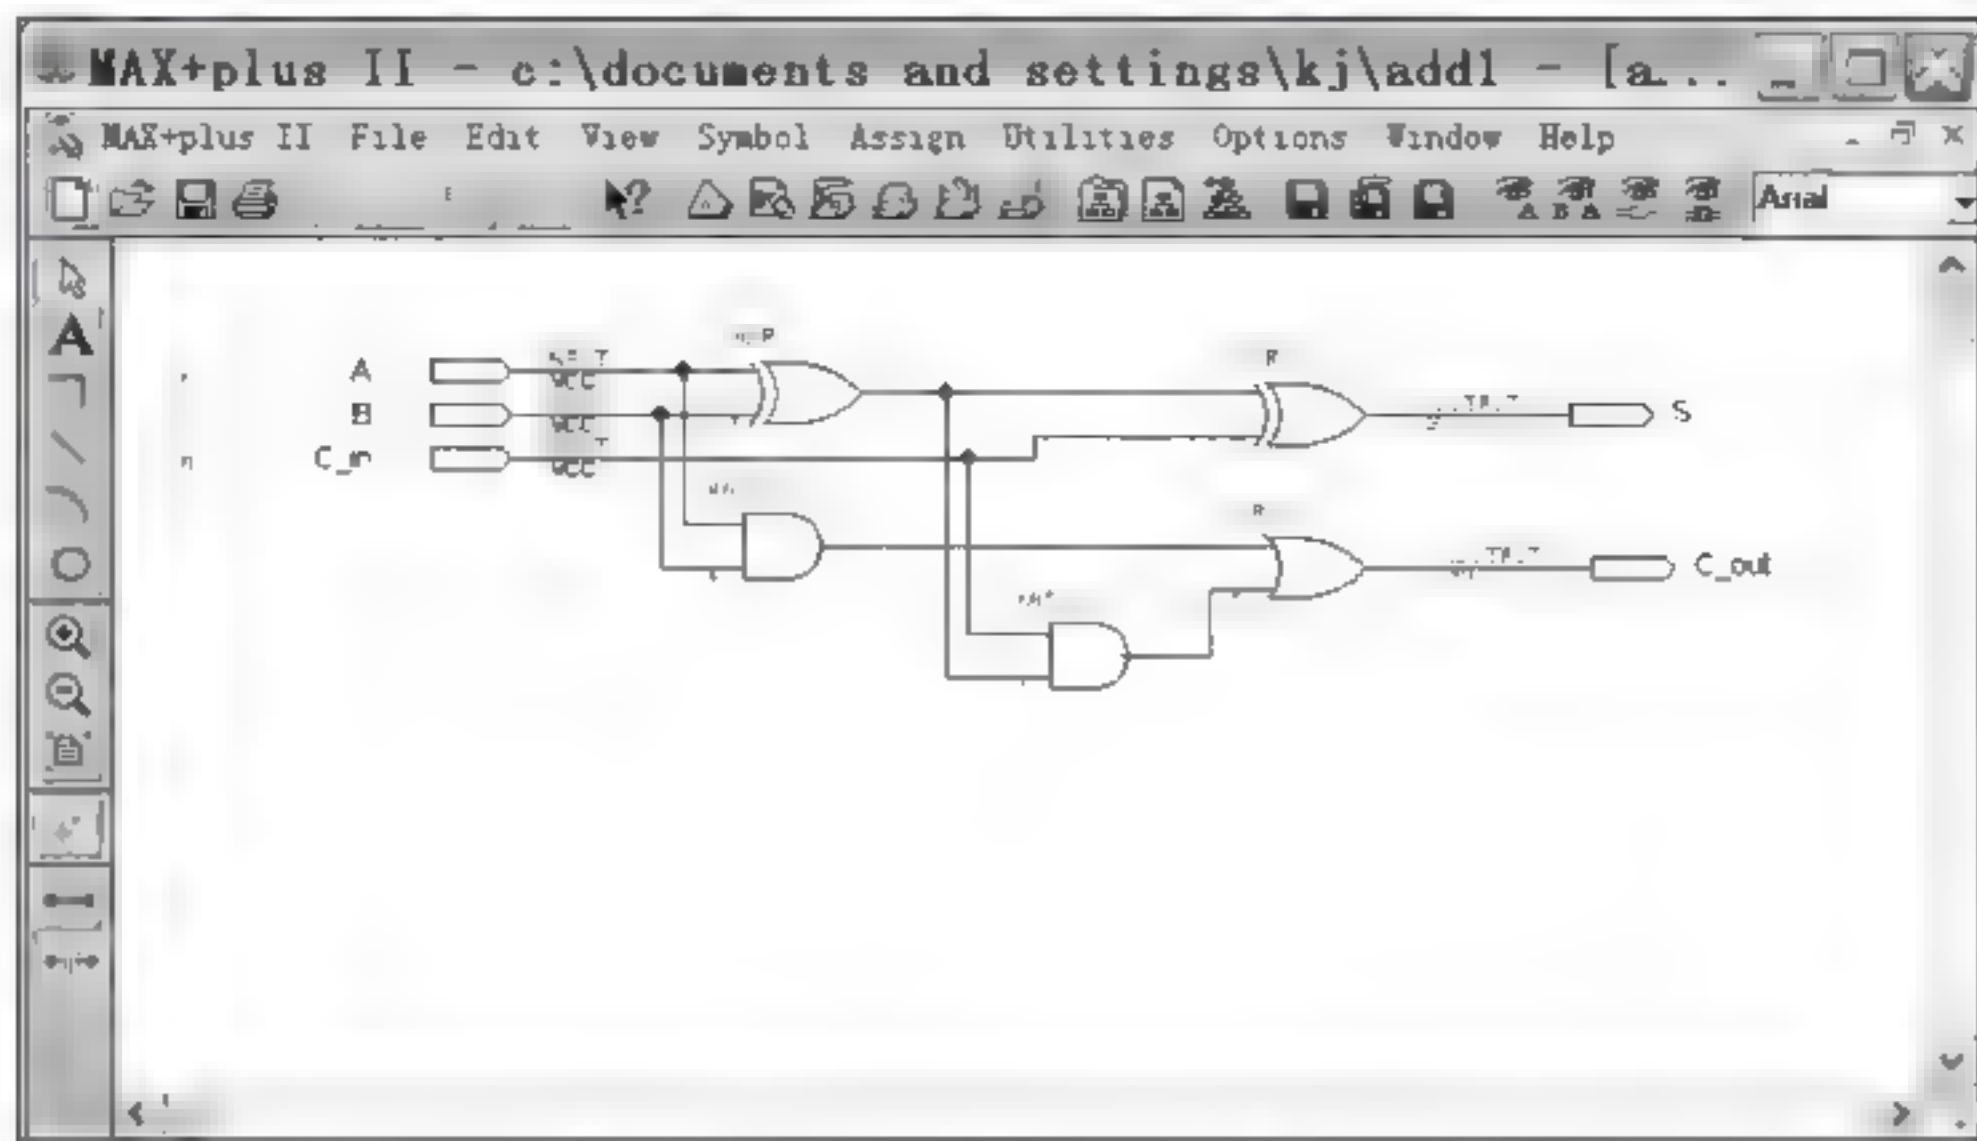 MAX+plus II - c:\documents and settings\kj\add1 - [a...
MAX+plus II File Edit View Symbol Assign Utilities Options Window Help
Arial
A
VCC
B
VCC
C_in
VCC
S
C_out